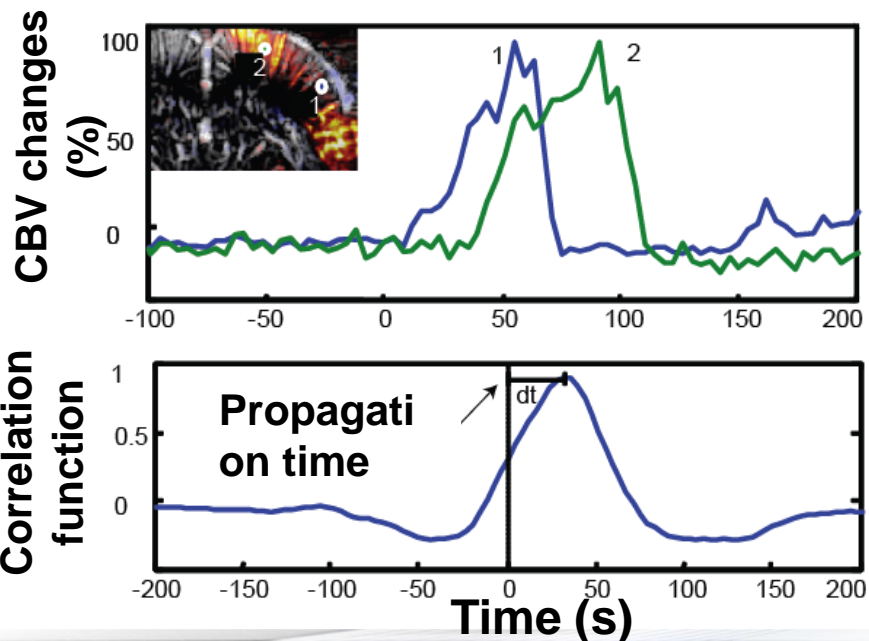 CBV changes
(%)
100
50
0
1
2
2
1
-100 -50 0 50 100 150 200
Correlation
function
1
0.5
0
Propagati
on time
dt
-200 -150 -100 -50 0 50 100 150 200
Time (s)